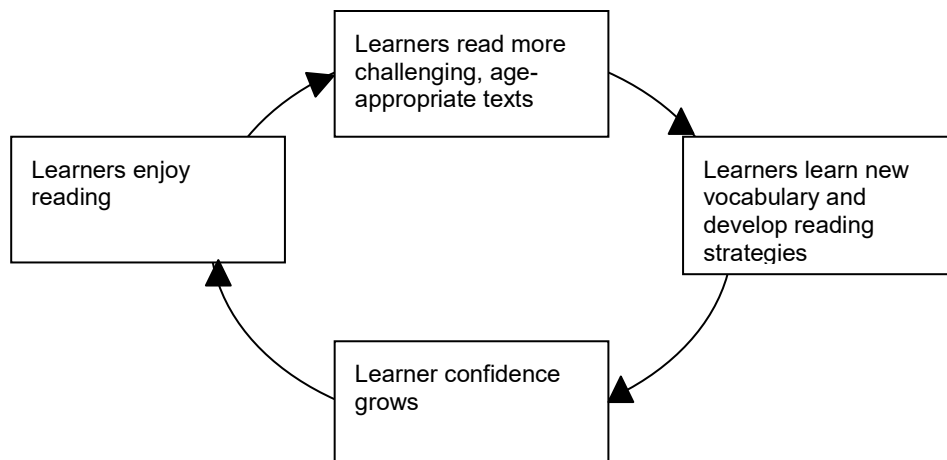 Learners read more
challenging, age-
appropriate texts
Learners enjoy
reading
Learners learn new
vocabulary and
develop reading
strategies
Learner confidence
grows